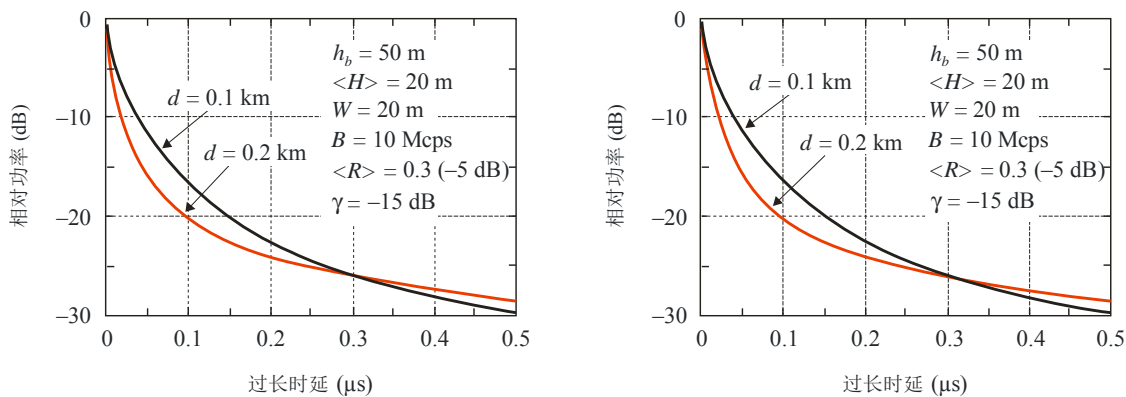 0
−10
−20
−30
相对功率 (dB)
d = 0.1 km
d = 0.2 km
h_b = 50 m
<H> = 20 m
W = 20 m
B = 10 Mcps
<R> = 0.3 (−5 dB)
γ = −15 dB
0 0.1 0.2 0.3 0.4 0.5
过长时延 (μs)
0
−10
−20
−30
相对功率 (dB)
d = 0.1 km
d = 0.2 km
h_b = 50 m
<H> = 20 m
W = 20 m
B = 10 Mcps
<R> = 0.3 (−5 dB)
γ = −15 dB
0 0.1 0.2 0.3 0.4 0.5
过长时延 (μs)